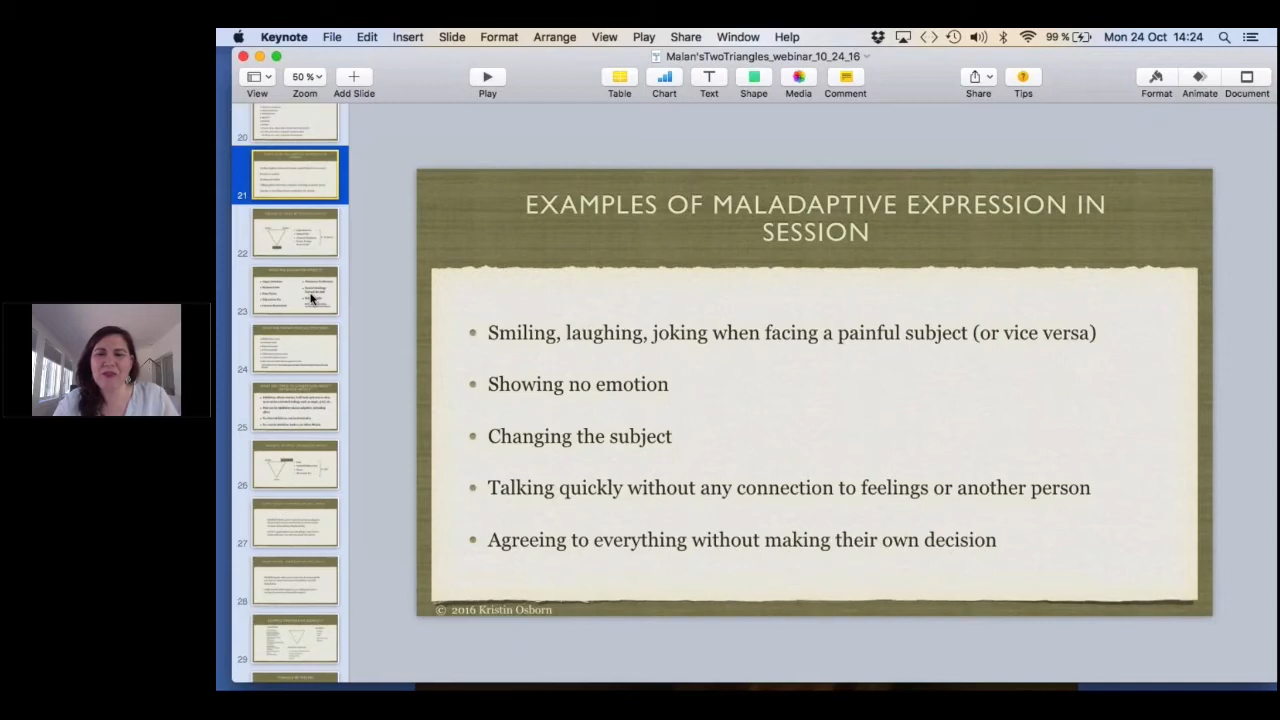 Keynote File Edit Insert Slide Format Arrange View Play Share Window Help 99 % Mon 24 Oct 14:24
Malan'sTwoTriangles_webinar_10_24_16
50 %
View Zoom Add Slide Play Table Chart Text Shape Media Comment Share Tips Format Animate Document
20
21
22
23
24
25
26
27
28
29
EXAMPLES OF MALADAPTIVE EXPRESSION IN
SESSION
• Smiling, laughing, joking when facing a painful subject (or vice versa)
• Showing no emotion
• Changing the subject
• Talking quickly without any connection to feelings or another person
• Agreeing to everything without making their own decision
© 2016 Kristin Osborn